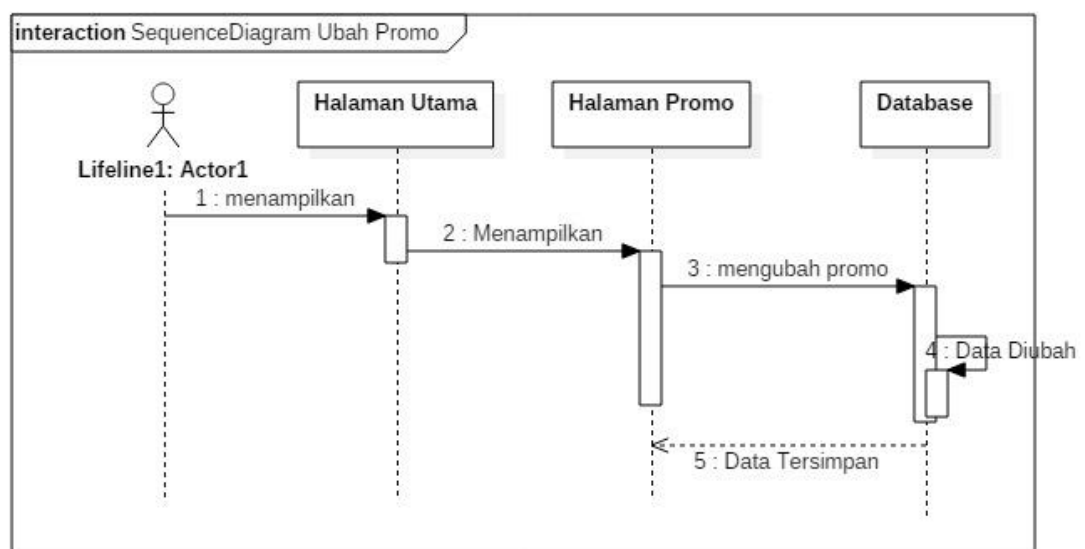 interaction SequenceDiagram Ubah Promo
Halaman Utama
Halaman Promo
Database
Lifeline1: Actor1
1 : menampilkan
2 : Menampilkan
3 : mengubah promo
4 : Data Diubah
5 : Data Tersimpan